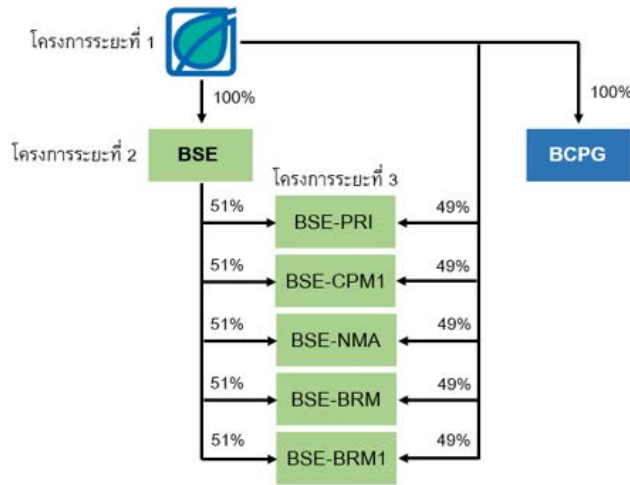 โครงการระยะที่ 1
100%
100%
โครงการระยะที่ 2
BSE
BCPG
โครงการระยะที่ 3
51%
BSE-PRI
49%
51%
BSE-CPM1
49%
51%
BSE-NMA
49%
51%
BSE-BRM
49%
51%
BSE-BRM1
49%